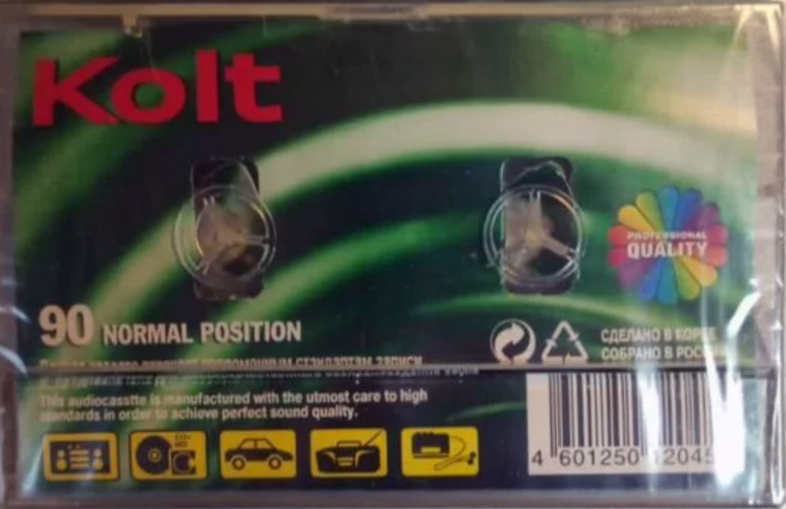 Kolt
PROFESSIONAL
QUALITY
90 NORMAL POSITION
СДЕЛАНО В КОРЕЕ
СОБРАНО В РОССИИ
This audiocasstte is manufactured with the utmost care to high
standards in order to achieve perfect sound quality.
4 601250 12045